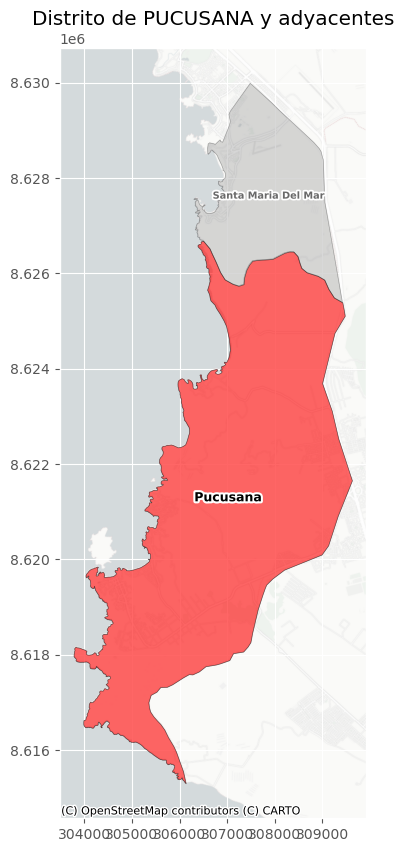 Distrito de PUCUSANA y adyacentes
1e6
8.630
8.628
Santa Maria Del Mar
8.626
8.624
8.622
Pucusana
8.620
8.618
8.616
(C) OpenStreetMap contributors (C) CARTO
304000 305000 306000 307000 308000 309000